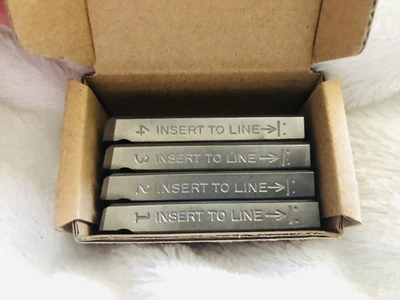 4 INSERT TO LINE→
3 INSERT TO LINE→
2 INSERT TO LINE→
1 INSERT TO LINE→